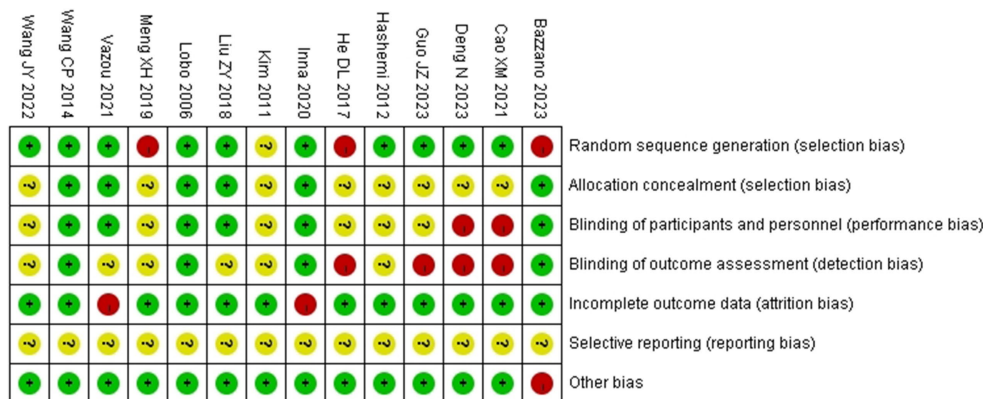 Wang JY 2022
Wang CP 2014
Vazou 2021
Meng XH 2019
Lobo 2006
Liu ZY 2018
Kim 2011
Inna 2020
He DL 2017
Hashemi 2012
Guo JZ 2023
Deng N 2023
Cao XM 2021
Bazzano 2023
+ + + - + + ? + - + + + + - Random sequence generation (selection bias)
? + + ? + + ? + ? ? ? ? ? + Allocation concealment (selection bias)
? + + ? + + ? + ? ? ? - - + Blinding of participants and personnel (performance bias)
? + ? ? + ? ? + - ? - - - + Blinding of outcome assessment (detection bias)
+ + - + + + + - + + + + + + Incomplete outcome data (attrition bias)
? ? ? ? ? ? ? ? ? ? ? ? ? ? Selective reporting (reporting bias)
+ + + + + + + + + + + + + - Other bias